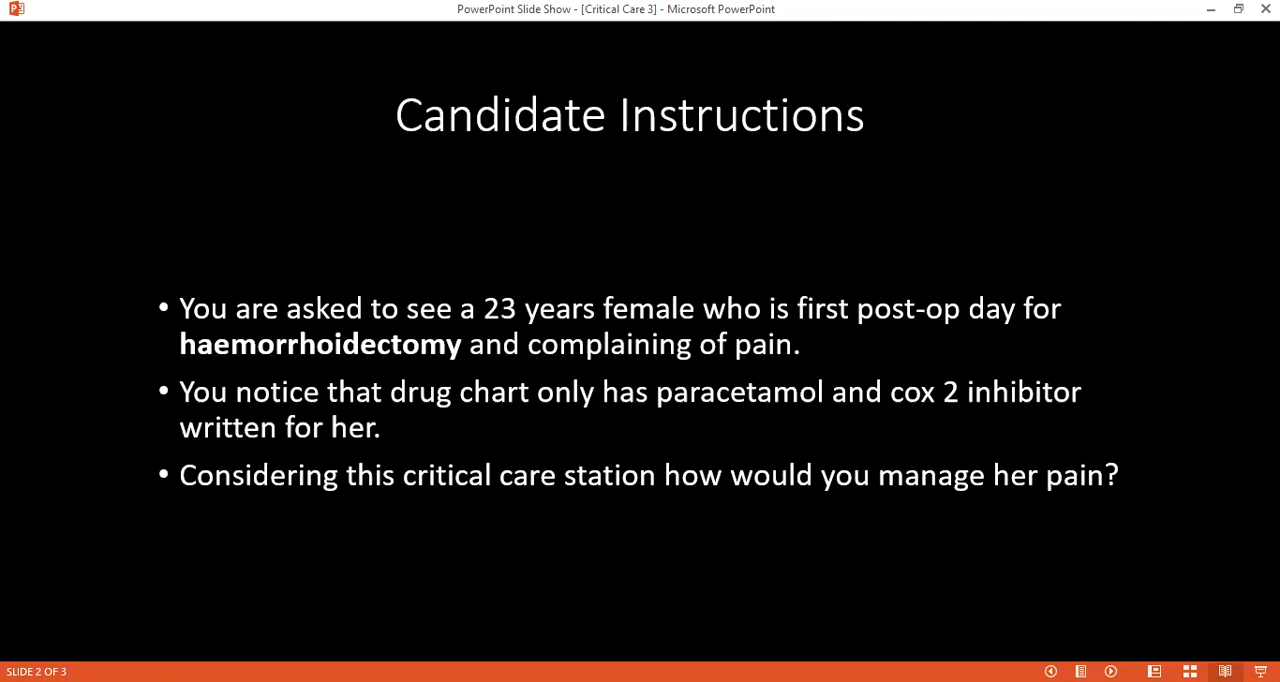 PowerPoint Slide Show - [Critical Care 3] - Microsoft PowerPoint
Candidate Instructions
• You are asked to see a 23 years female who is first post-op day for
haemorrhoidectomy and complaining of pain.
• You notice that drug chart only has paracetamol and cox 2 inhibitor
written for her.
• Considering this critical care station how would you manage her pain?
SLIDE 2 OF 3